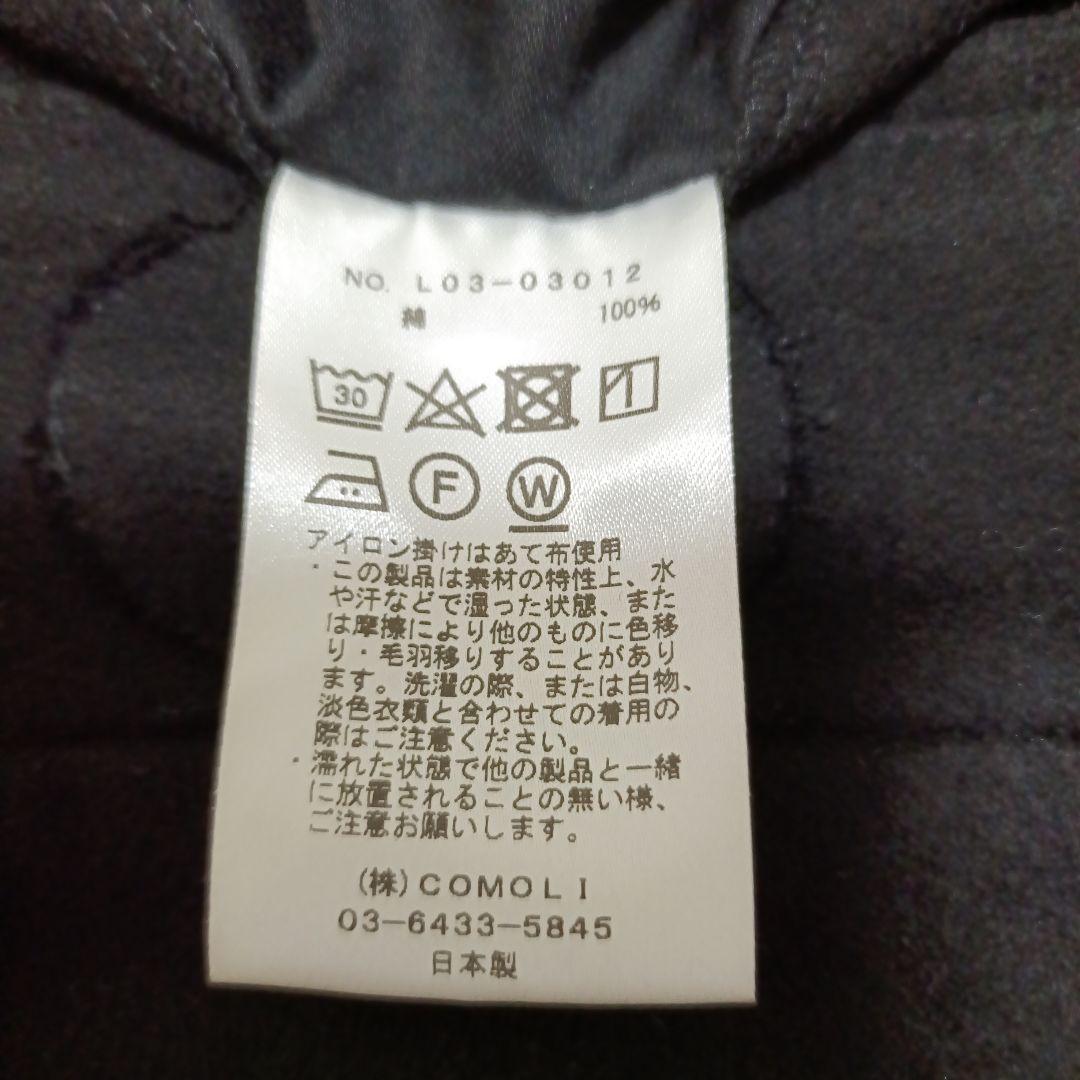 NO. L03-03012
綿 100%
30
F W
アイロン掛けはあて布使用
・この製品は素材の特性上、水
や汗などで湿った状態、また
は摩擦により他のものに色移
り・毛羽移りすることがあり
ます。洗濯の際、または白物、
淡色衣類と合わせての着用の
際はご注意ください。
・濡れた状態で他の製品と一緒
に放置されることの無い様、
ご注意お願いします。
(株)COMOLI
03-6433-5845
日本製